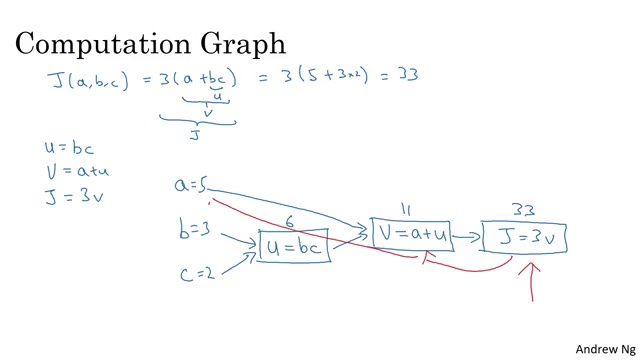 Computation Graph
J(a,b,c) = 3(a+bc) = 3(5+3×2) = 33
u
v
J
u = bc
v = a+u
J = 3v
a=5
11
33
6
b=3
v = a+u
J = 3v
u = bc
c=2
Andrew Ng